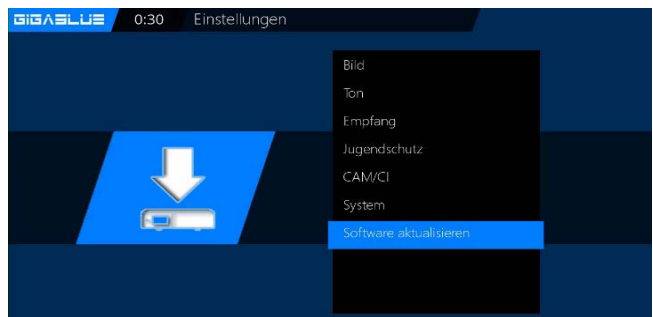 GIGABLUE 0:30 Einstellungen
Bild
Ton
Empfang
Jugendschutz
CAM/CI
System
Software aktualisieren